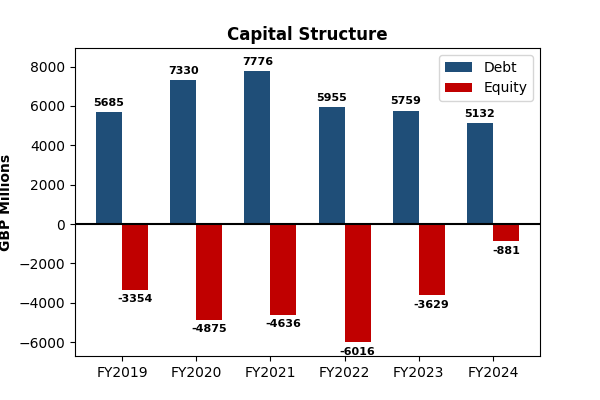 Capital Structure
GBP Millions
8000
6000
4000
2000
0
−2000
−4000
−6000
Debt
Equity
5685
7330
7776
5955
5759
5132
-3354
-4875
-4636
-6016
-3629
-881
FY2019
FY2020
FY2021
FY2022
FY2023
FY2024